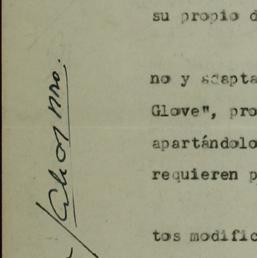 su propio d
no y adapta
Glove", pro
apartándolo
requieren p
tos modific